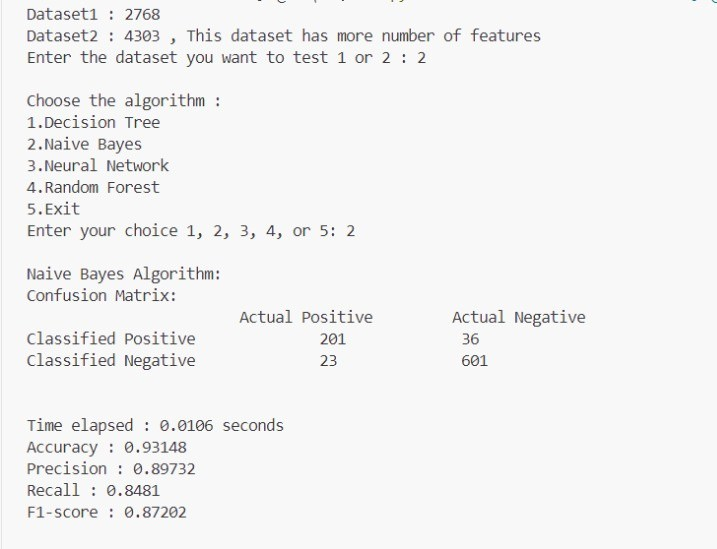 Dataset1 : 2768
Dataset2 : 4303 , This dataset has more number of features
Enter the dataset you want to test 1 or 2 : 2
Choose the algorithm :
1.Decision Tree
2.Naive Bayes
3.Neural Network
4.Random Forest
5.Exit
Enter your choice 1, 2, 3, 4, or 5: 2
Naive Bayes Algorithm:
Confusion Matrix:
Actual Positive Actual Negative
Classified Positive 201 36
Classified Negative 23 601
Time elapsed : 0.0106 seconds
Accuracy : 0.93148
Precision : 0.89732
Recall : 0.8481
F1-score : 0.87202